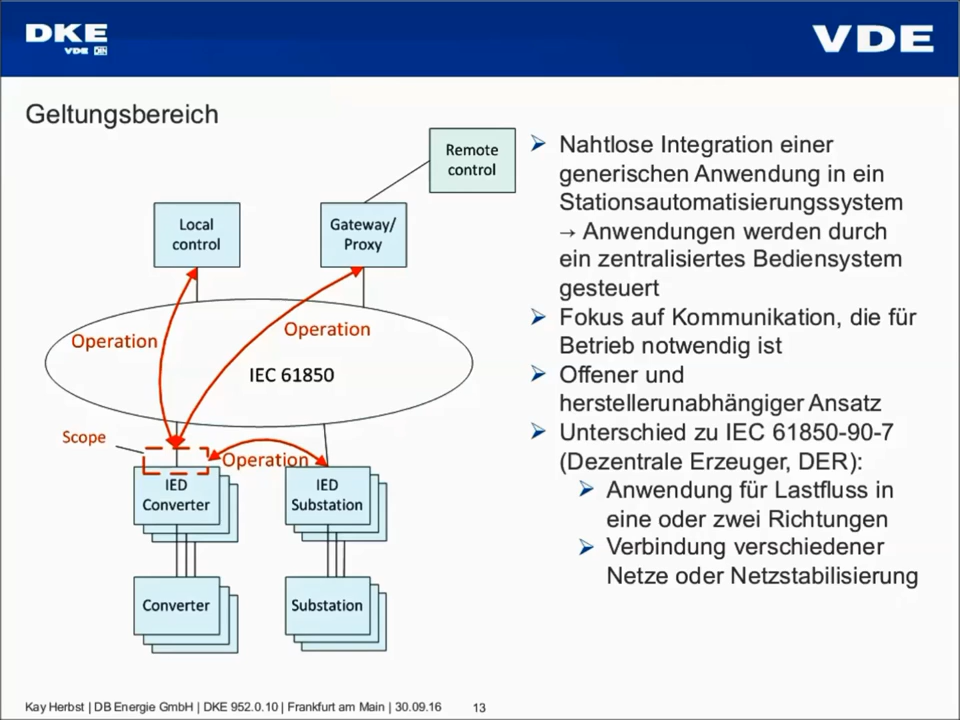 DKE
VDE DIN
VDE
Geltungsbereich
Remote
control
Local
control
Gateway/
Proxy
Operation
Operation
IEC 61850
Scope
Operation
IED
Converter
IED
Substation
Converter
Substation
➢ Nahtlose Integration einer
generischen Anwendung in ein
Stationsautomatisierungssystem
→ Anwendungen werden durch
ein zentralisiertes Bediensystem
gesteuert
➢ Fokus auf Kommunikation, die für
Betrieb notwendig ist
➢ Offener und
herstellerunabhängiger Ansatz
➢ Unterschied zu IEC 61850-90-7
(Dezentrale Erzeuger, DER):
➢ Anwendung für Lastfluss in
eine oder zwei Richtungen
➢ Verbindung verschiedener
Netze oder Netzstabilisierung
Kay Herbst | DB Energie GmbH | DKE 952.0.10 | Frankfurt am Main | 30.09.16 13